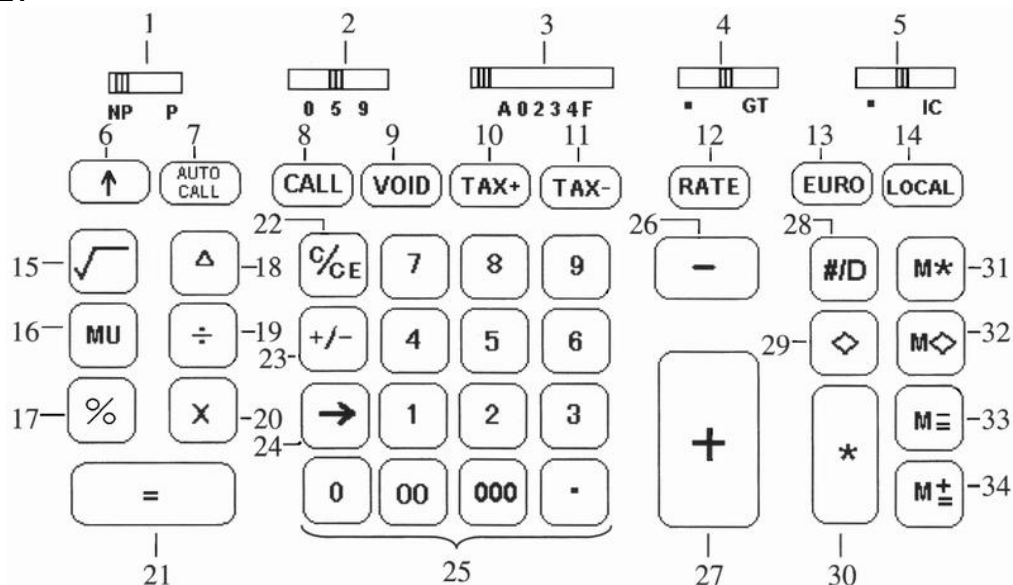 1 2 3 4 5
NP P 0 5 9 A 0 2 3 4 F ▪ GT ▪ IC
6 7 8 9 10 11 12 13 14
↑ AUTO CALL CALL VOID TAX+ TAX- RATE EURO LOCAL
22 26 28
15 √ △ 18 C/CE 7 8 9 − #/D M* 31
16 MU ÷ 19 +/− 4 5 6 29 ◇ M◇ 32
23
17 % X 20 → 1 2 3 + * M= 33
24
= 0 00 000 . M± 34
21 25 27 30